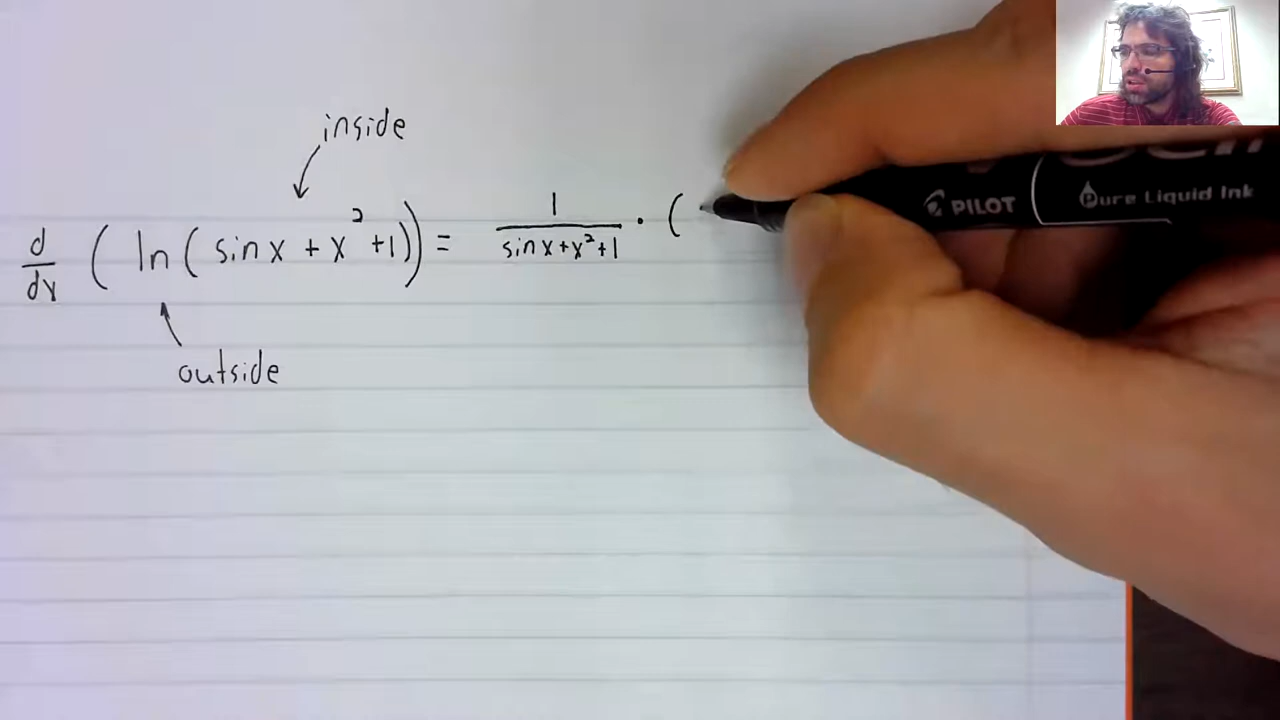 inside
d/dx ( ln ( sin x + x² +1)) = 1/(sin x+x²+1) · (
outside
PILOT
Pure Liquid Ink